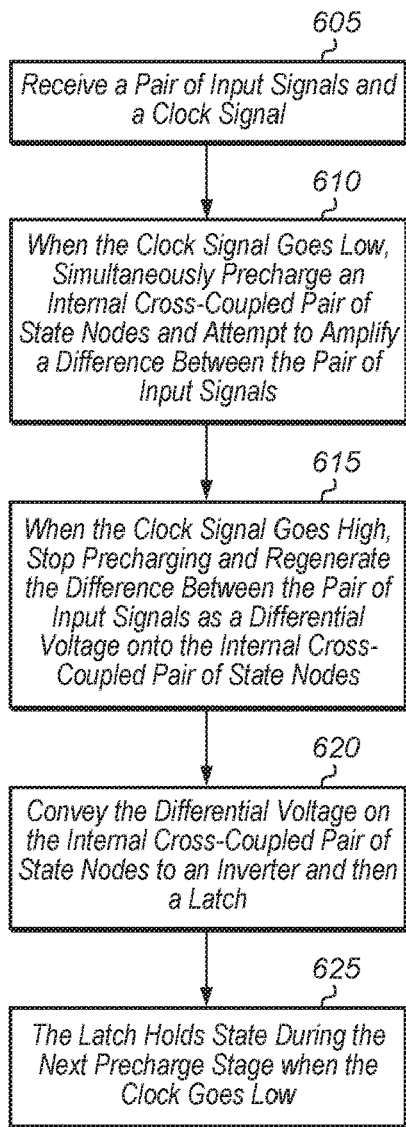 605
Receive a Pair of Input Signals and
a Clock Signal
610
When the Clock Signal Goes Low,
Simultaneously Precharge an
Internal Cross-Coupled Pair of
State Nodes and Attempt to Amplify
a Difference Between the Pair of
Input Signals
615
When the Clock Signal Goes High,
Stop Precharging and Regenerate
the Difference Between the Pair of
Input Signals as a Differential
Voltage onto the Internal Cross-
Coupled Pair of State Nodes
620
Convey the Differential Voltage on
the Internal Cross-Coupled Pair of
State Nodes to an Inverter and then
a Latch
625
The Latch Holds State During the
Next Precharge Stage when the
Clock Goes Low